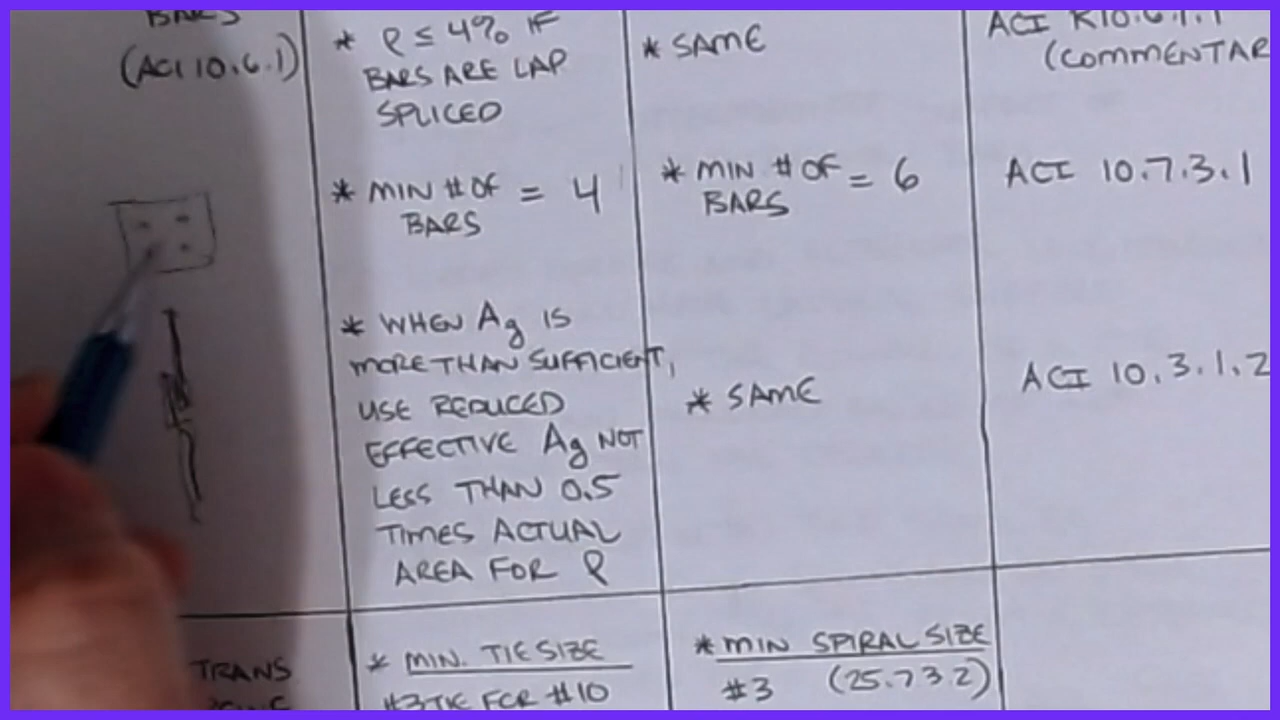 BARS
(ACI 10.6.1)
* ρ ≤ 4% IF
BARS ARE LAP
SPLICED
* SAME
ACI R10.6.1.1
(COMMENTAR
* MIN # OF = 4
BARS
* MIN # OF = 6
BARS
ACI 10.7.3.1
* WHEN Ag IS
MORE THAN SUFFICIENT,
USE REDUCED
EFFECTIVE Ag NOT
LESS THAN 0.5
TIMES ACTUAL
AREA FOR ρ
* SAME
ACI 10.3.1.2
TRANS
* MIN. TIE SIZE
#3 TIE FOR #10
* MIN SPIRAL SIZE
#3 (25.7.3.2)